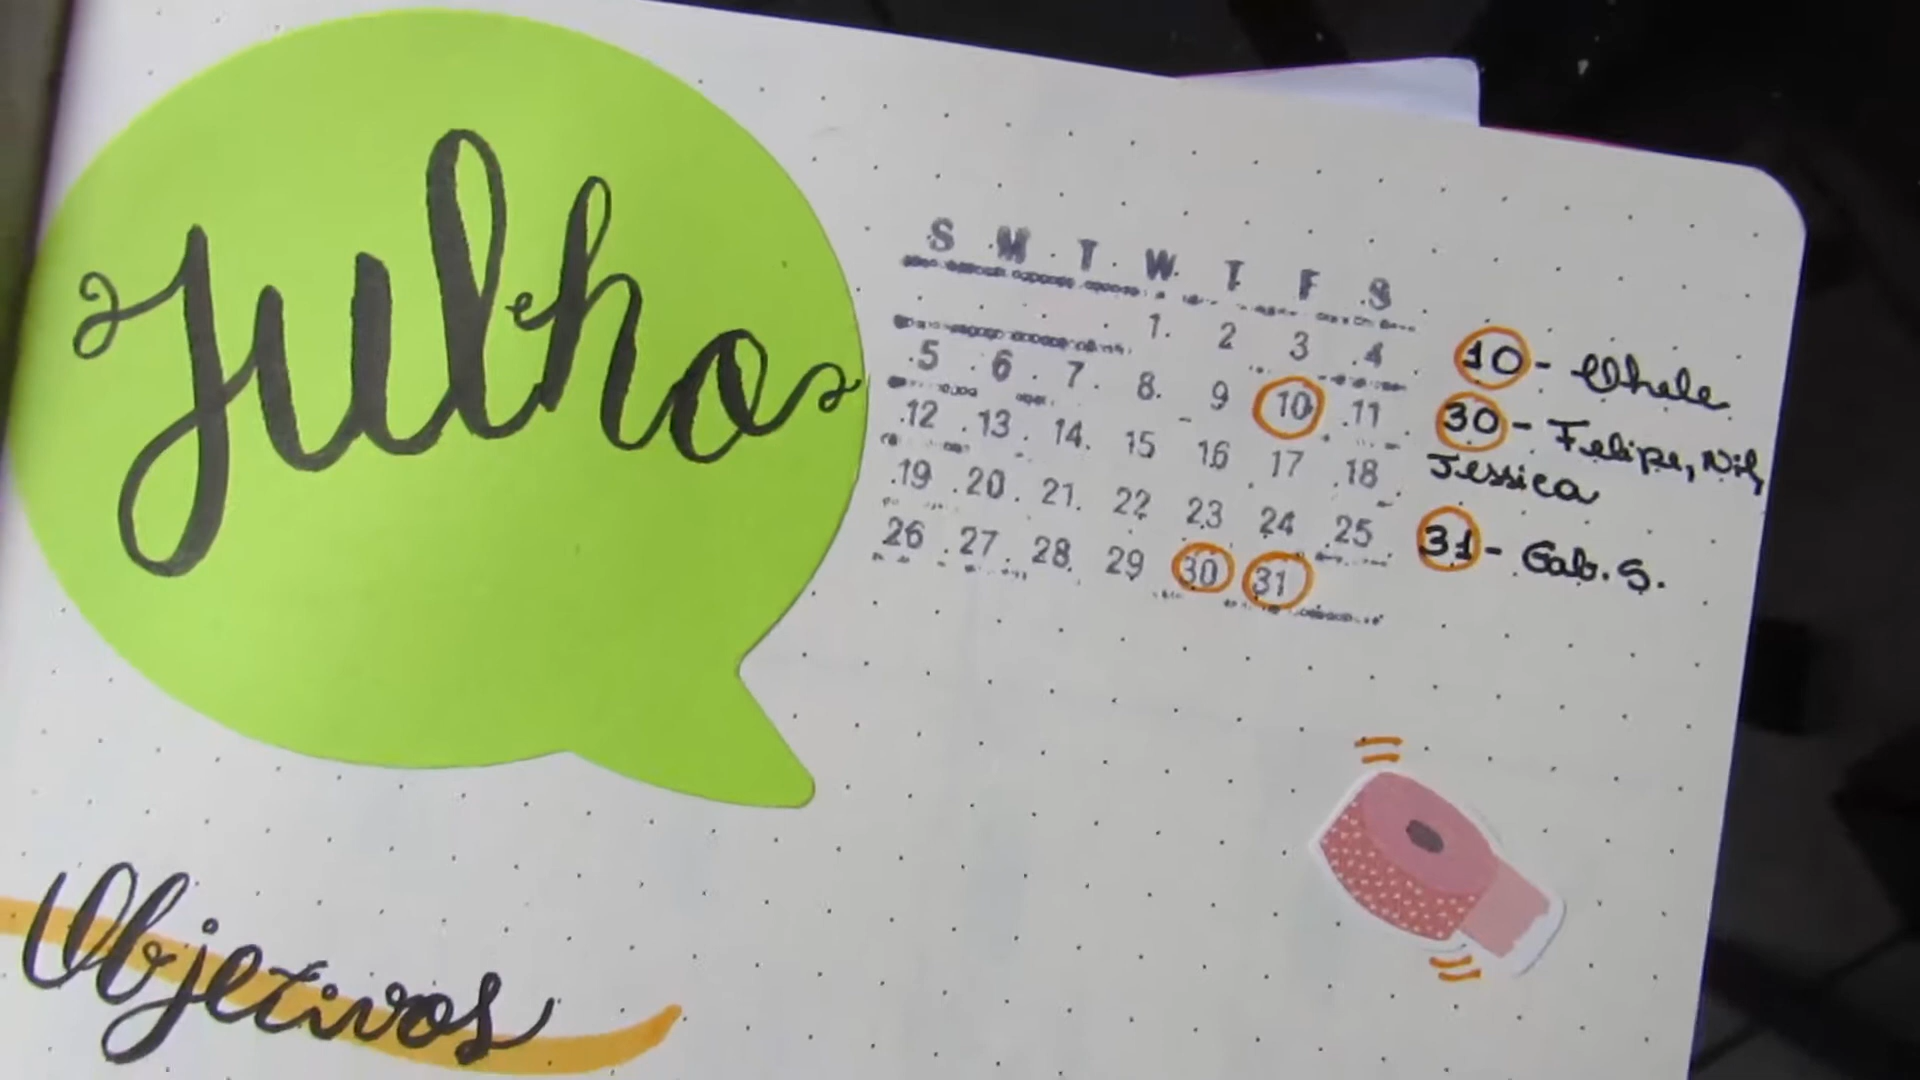 Julho
S M T W T F S
1 2 3 4
5 6 7 8 9 10 11
12 13 14 15 16 17 18
19 20 21 22 23 24 25
26 27 28 29 30 31
10 -
30 - Felipe, Nil,
Jessica
31 - Gab. S.
Objetivos